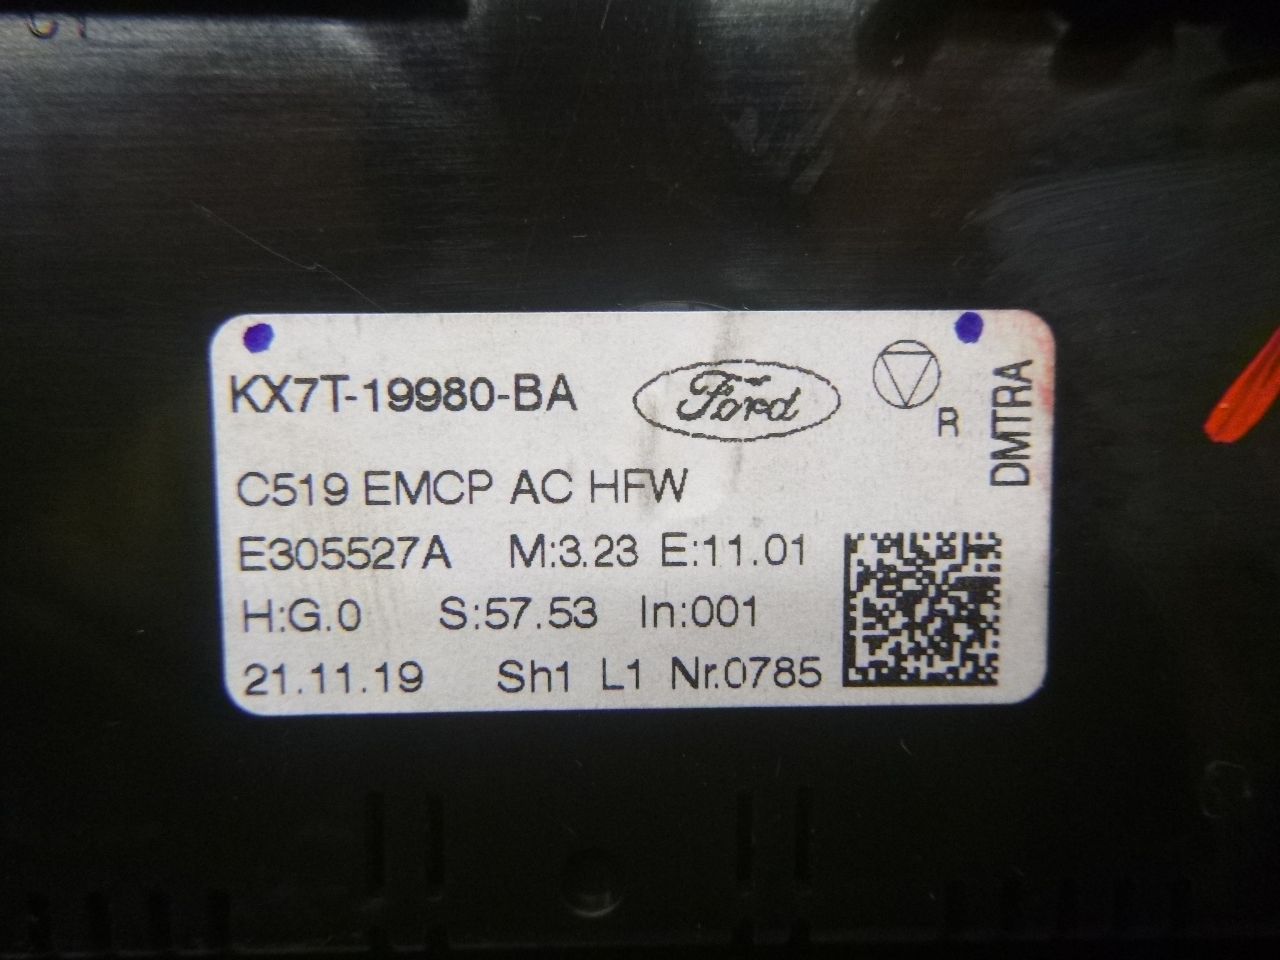 KX7T-19980-BA
Ford
R
DMTRA
C519 EMCP AC HFW
E305527A M:3.23 E:11.01
H:G.0 S:57.53 In:001
21.11.19 Sh1 L1 Nr.0785